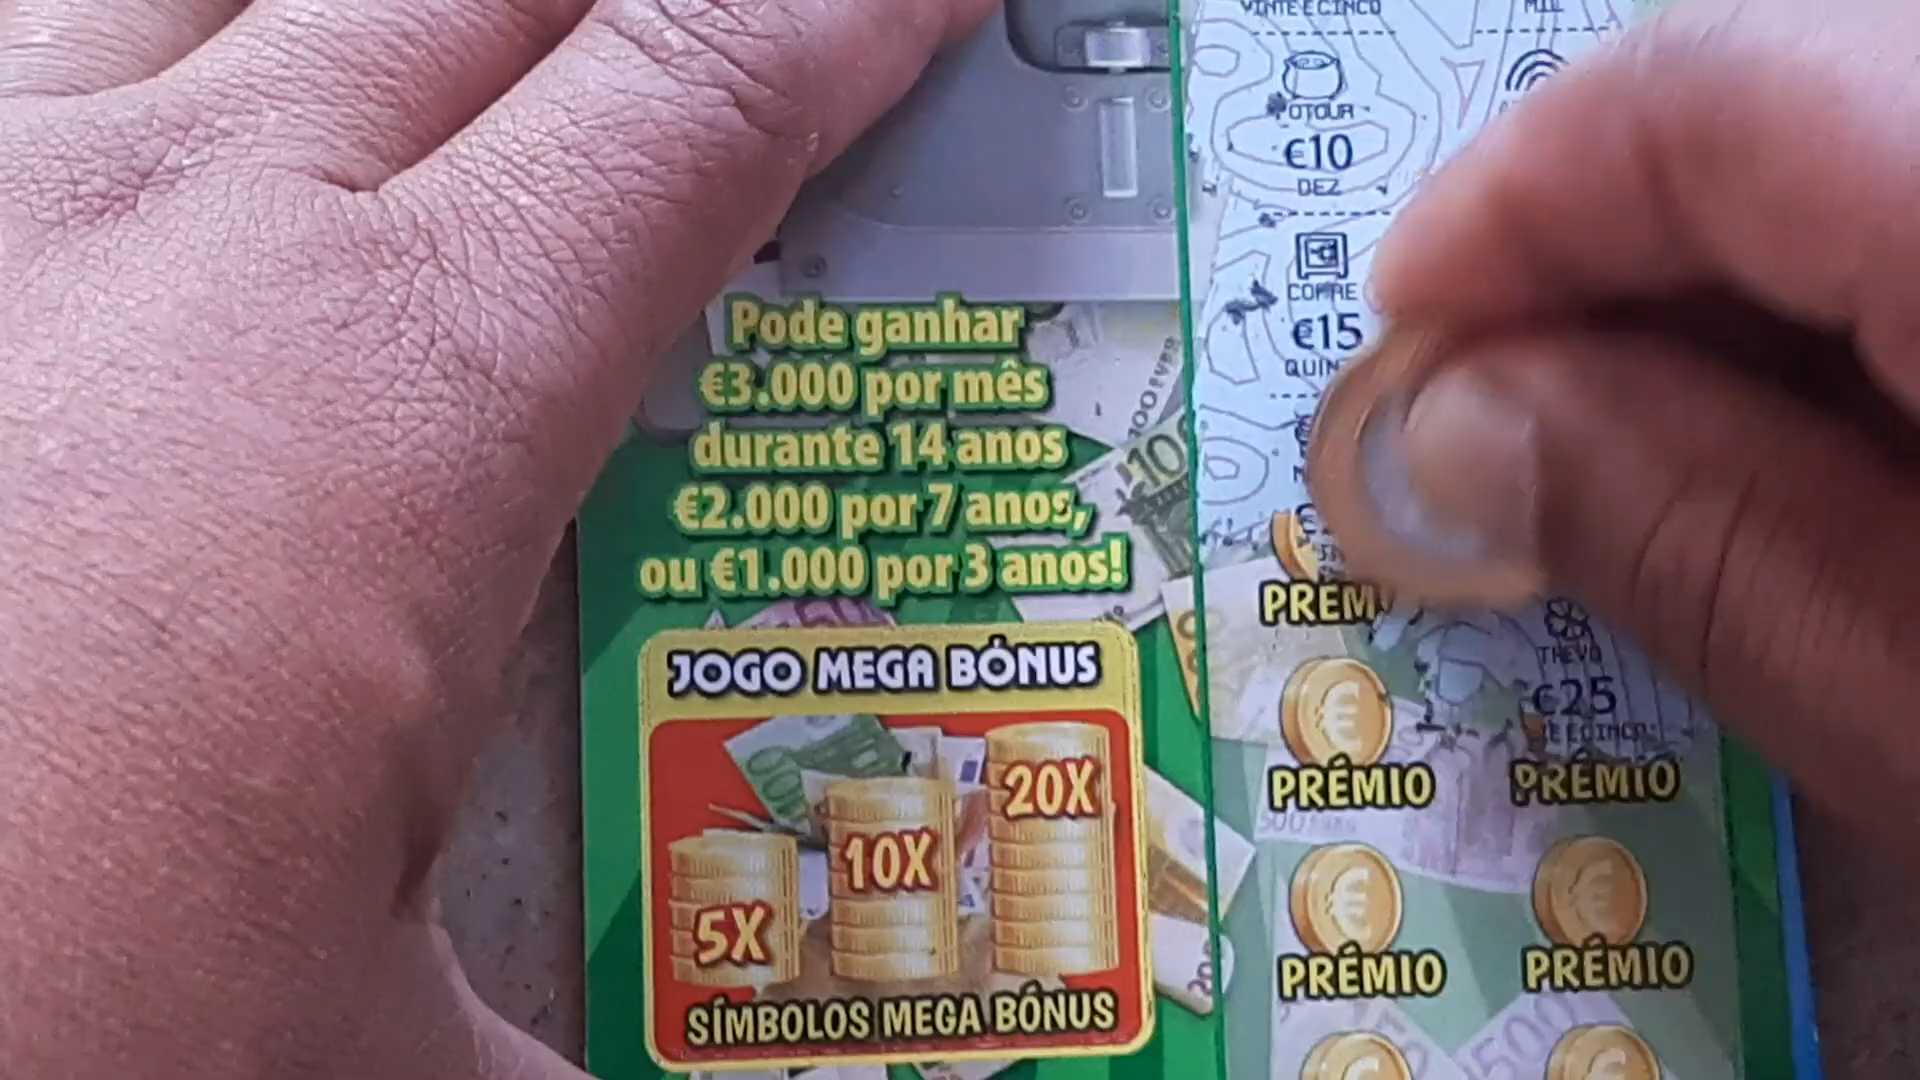 VINTE E CINCO
MIL
POTOUR
€10
DEZ
COFRE
€15
Pode ganhar
€3.000 por mês
durante 14 anos
€2.000 por 7 anos,
ou €1.000 por 3 anos!
100
TREVO
€25
PRÉMIO
PRÉMIO
JOGO MEGA BÓNUS
5X
10X
20X
SÍMBOLOS MEGA BÓNUS
PRÉMIO
PRÉMIO
500